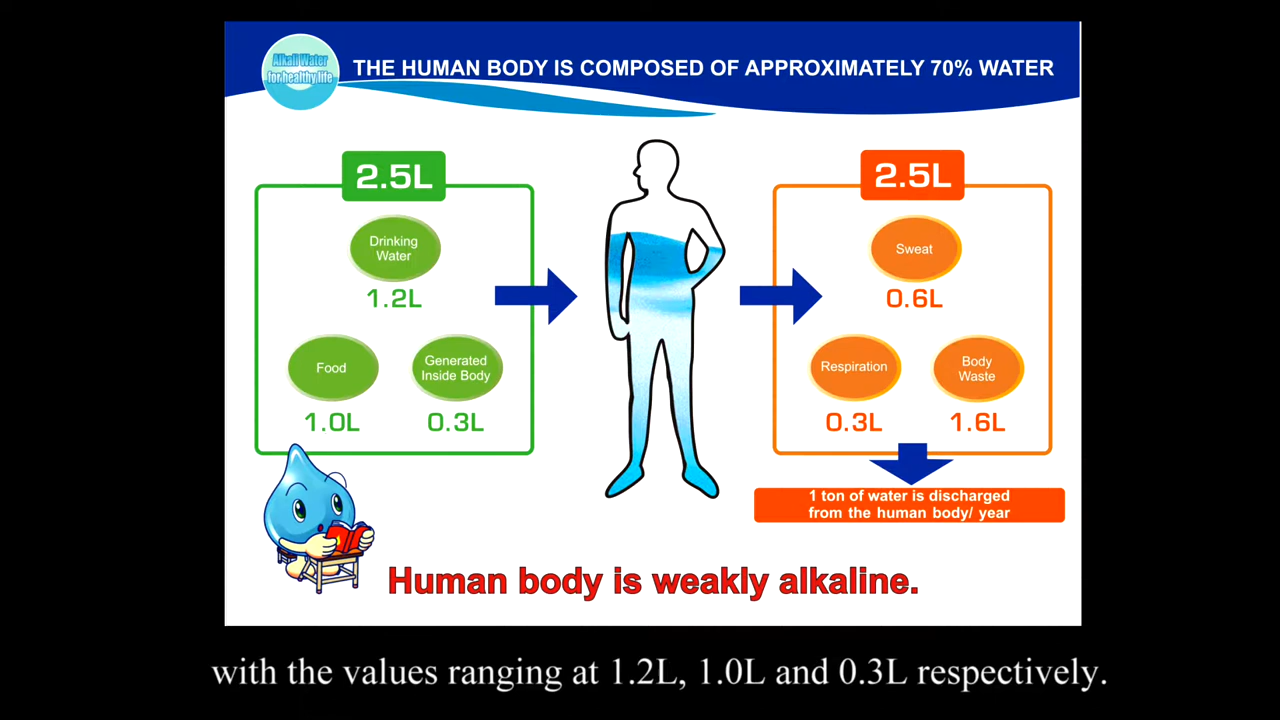 Alkali Water
for healthy life
THE HUMAN BODY IS COMPOSED OF APPROXIMATELY 70% WATER
2.5L
Drinking
Water
1.2L
Food
1.0L
Generated
Inside Body
0.3L
2.5L
Sweat
0.6L
Respiration
0.3L
Body
Waste
1.6L
1 ton of water is discharged
from the human body/ year
Human body is weakly alkaline.
with the values ranging at 1.2L, 1.0L and 0.3L respectively.